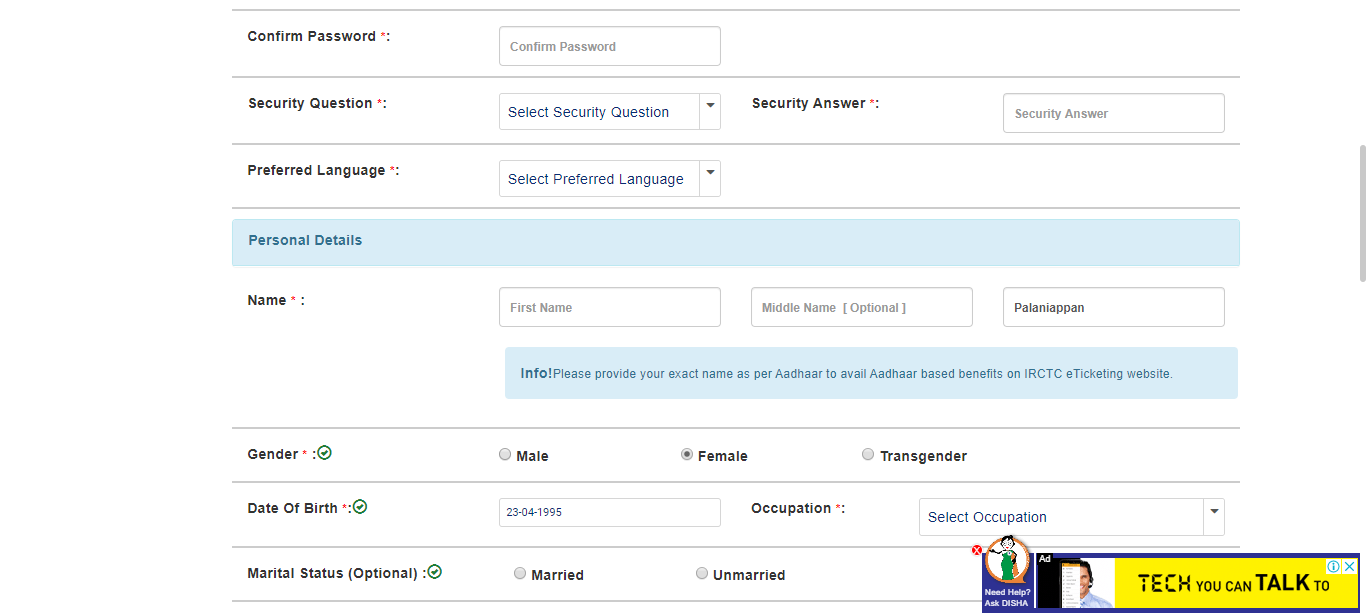 Confirm Password *:
Confirm Password
Security Question *:
Select Security Question
Security Answer *:
Security Answer
Preferred Language *:
Select Preferred Language
Personal Details
Name * :
First Name
Middle Name [ Optional ]
Palaniappan
Info!Please provide your exact name as per Aadhaar to avail Aadhaar based benefits on IRCTC eTicketing website.
Gender * :
Male
Female
Transgender
Date Of Birth *:
23-04-1995
Occupation *:
Select Occupation
Marital Status (Optional) :
Married
Unmarried
Need Help?
Ask DISHA
Ad
TECH YOU CAN TALK TO